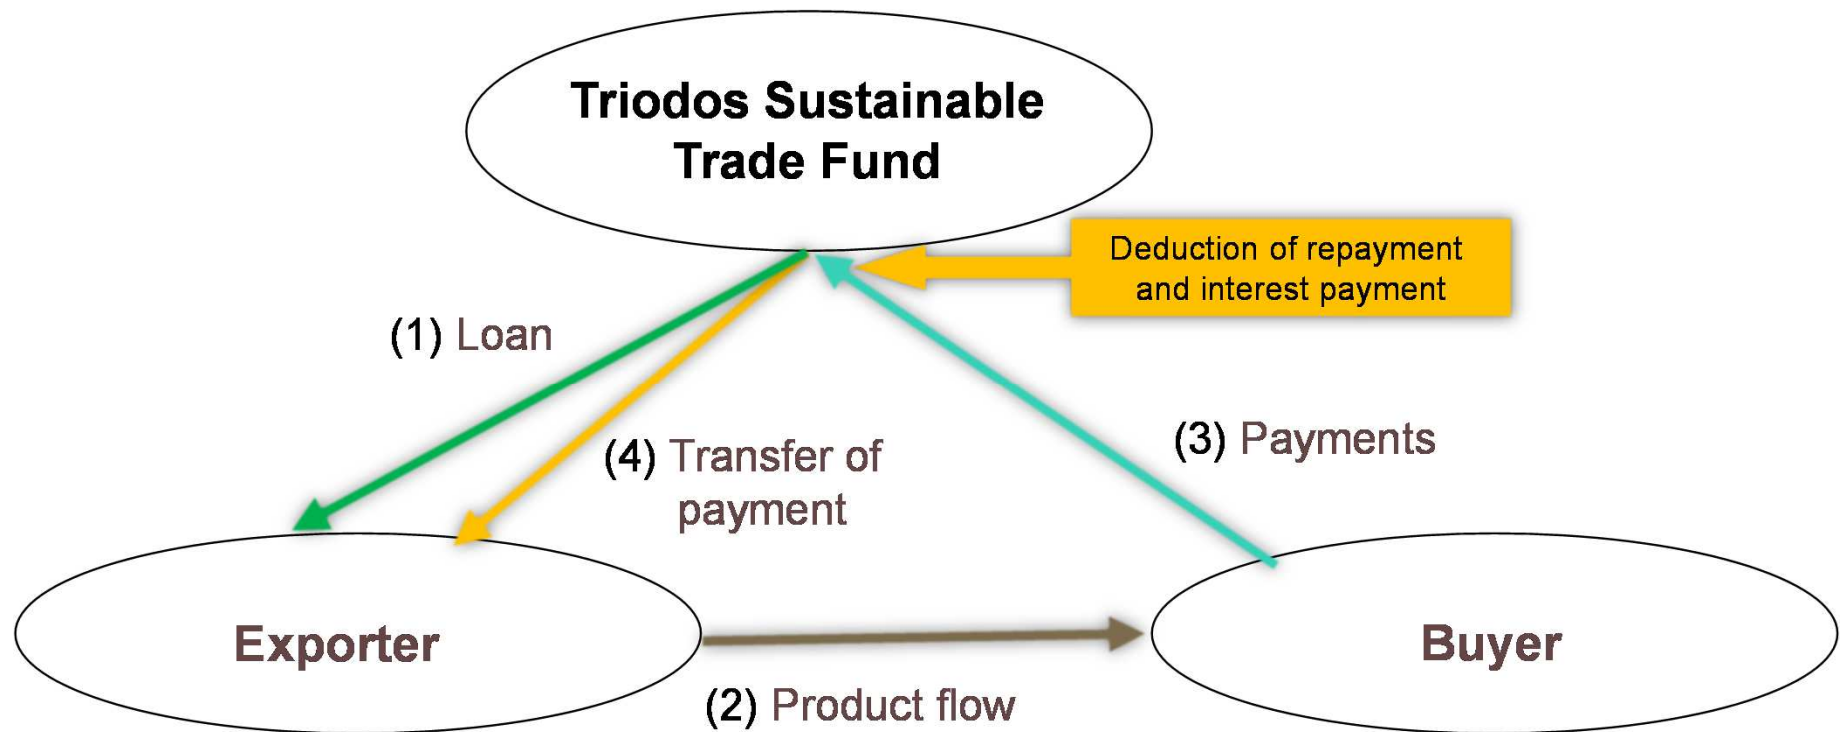 Triodos Sustainable
Trade Fund
Deduction of repayment
and interest payment
(1) Loan
(3) Payments
(4) Transfer of
payment
Exporter
Buyer
(2) Product flow